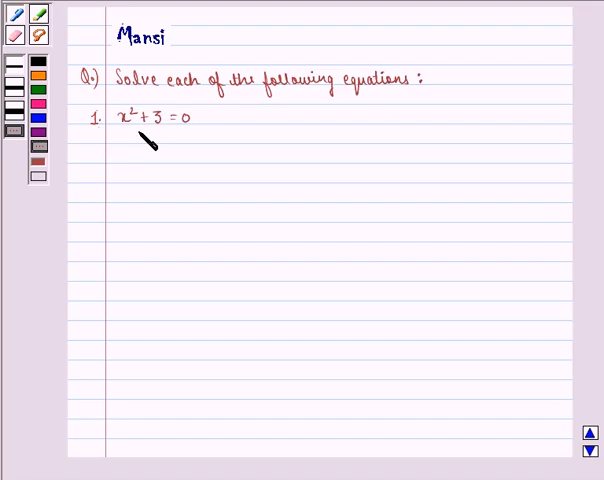 Mansi
Q.) Solve each of the following equations :
1. x² + 3 = 0